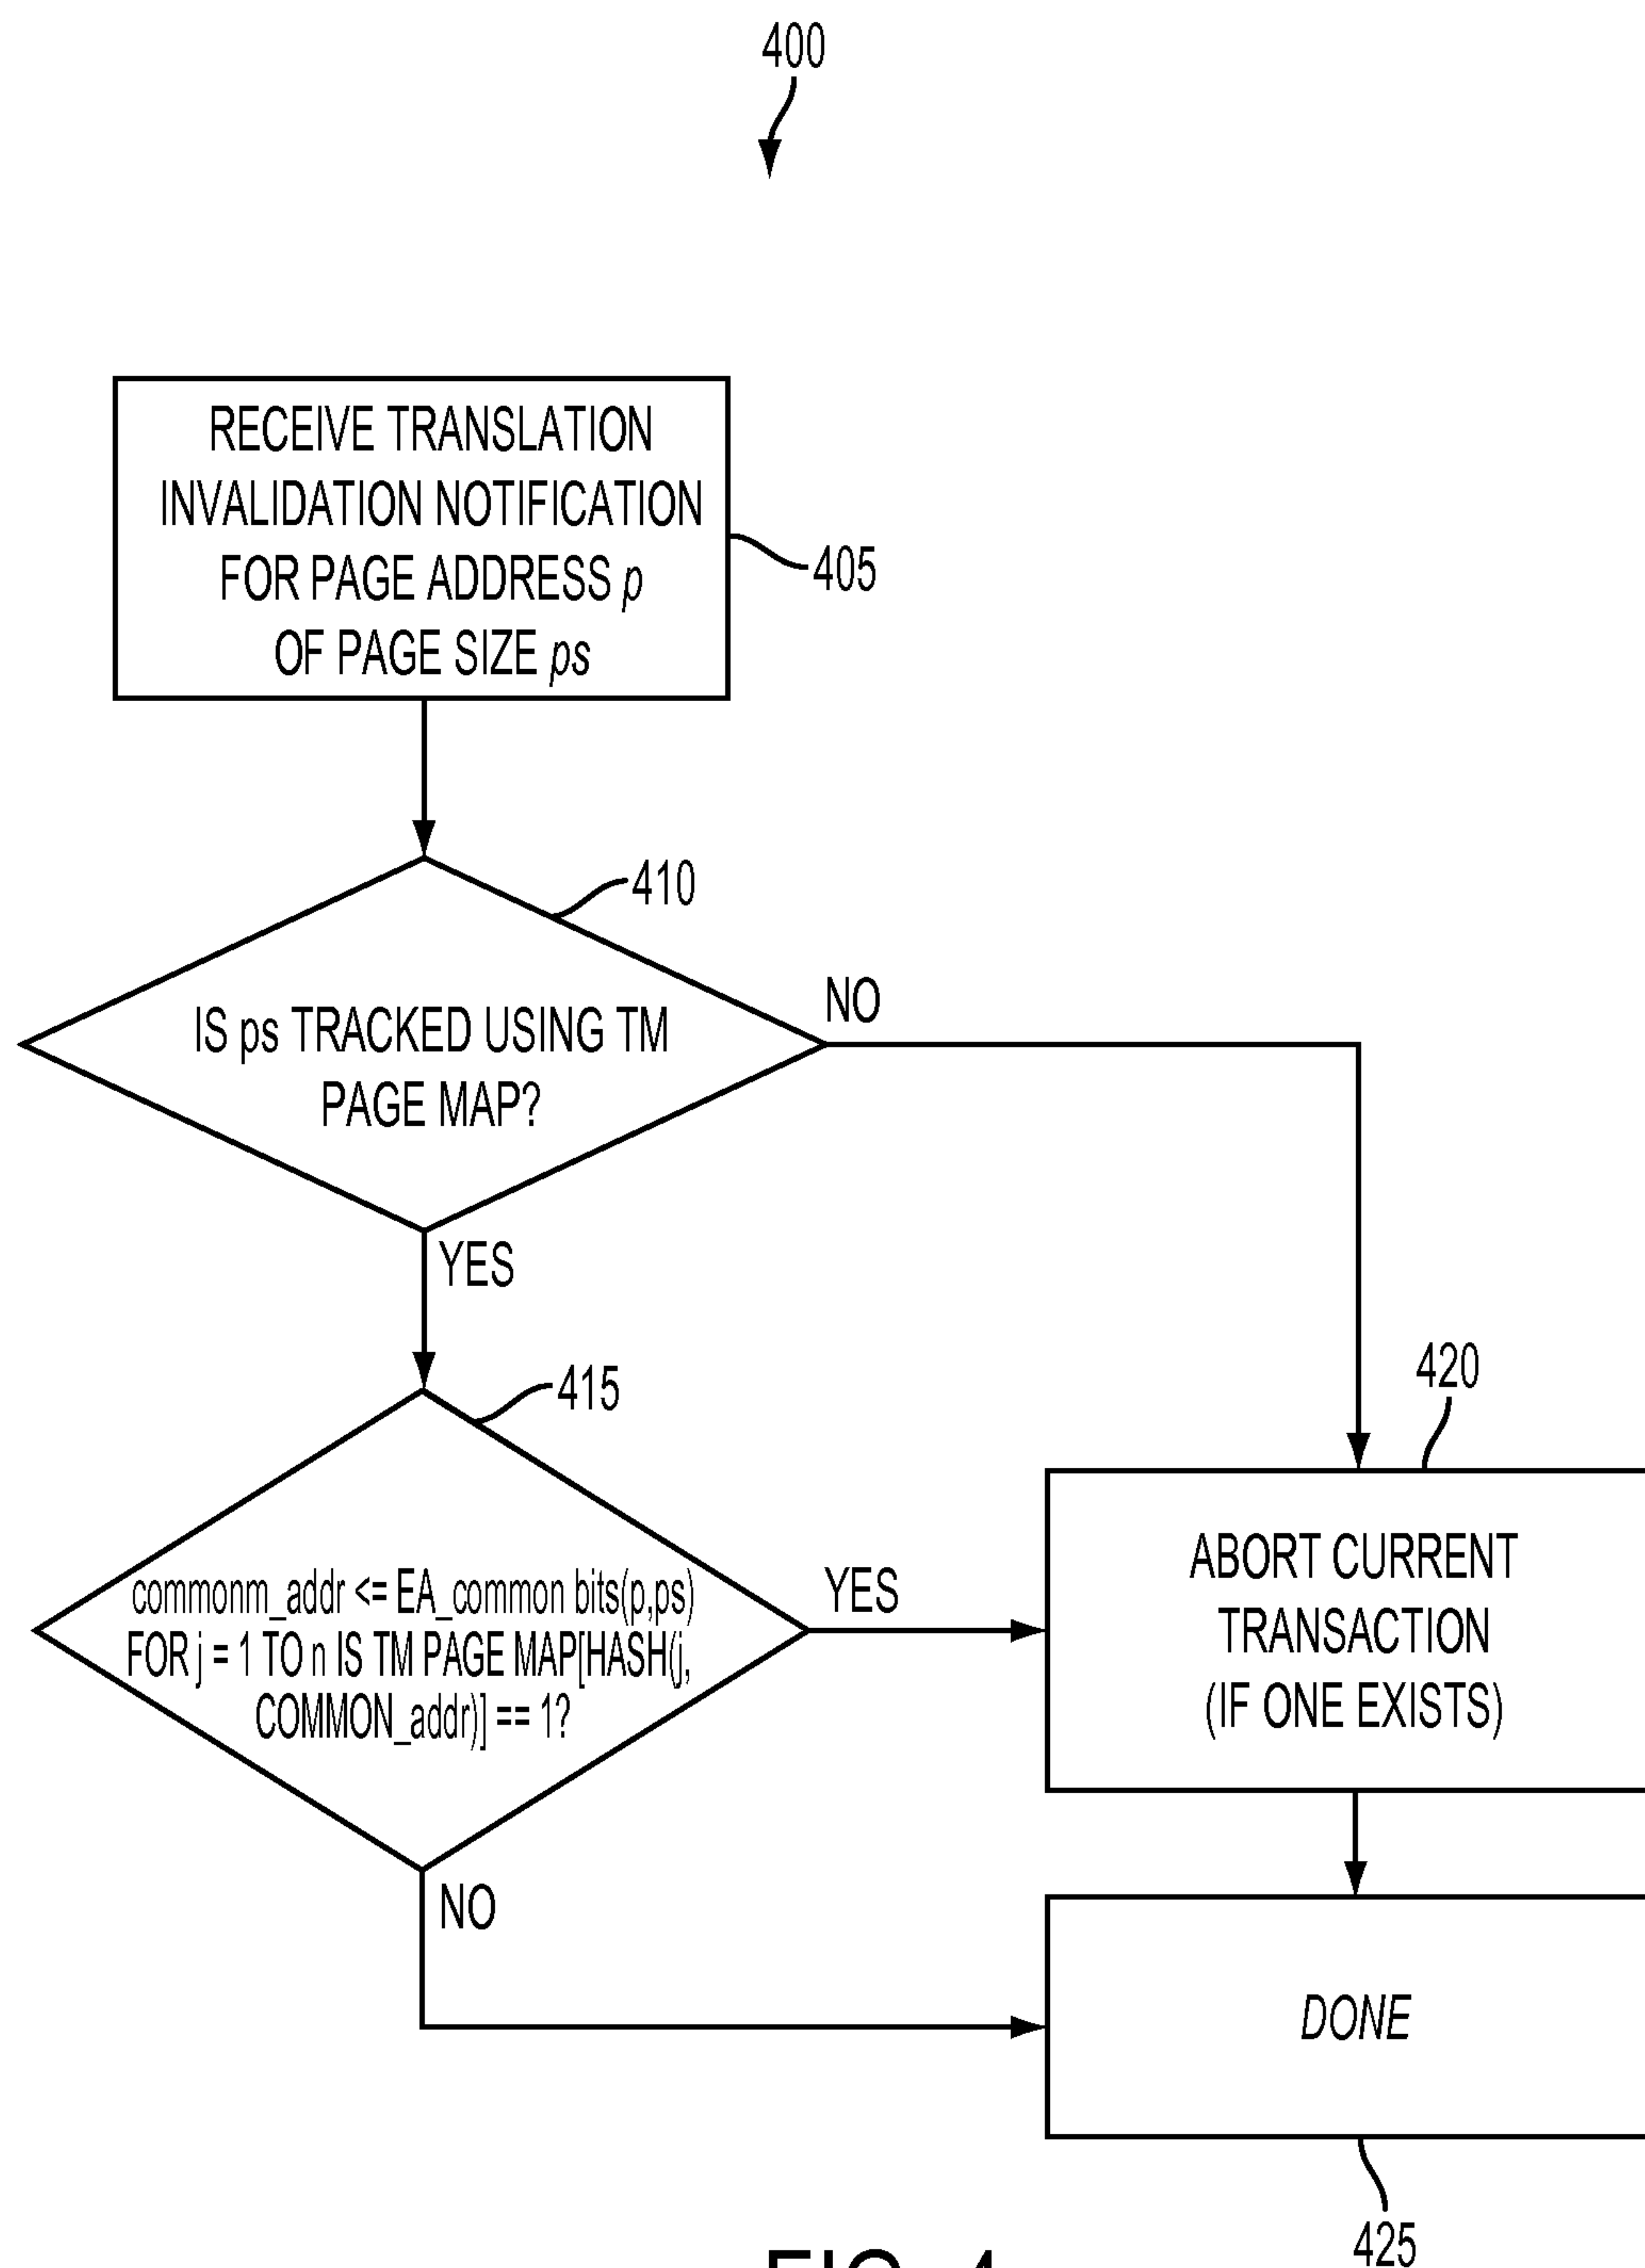 400
RECEIVE TRANSLATION
INVALIDATION NOTIFICATION
FOR PAGE ADDRESS p
OF PAGE SIZE ps
405
410
IS ps TRACKED USING TM
PAGE MAP?
NO
YES
415
commonm_addr <= EA_common bits(p,ps)
FOR j = 1 TO n IS TM PAGE MAP[HASH(j,
COMMON_addr)] == 1?
YES
NO
420
ABORT CURRENT
TRANSACTION
(IF ONE EXISTS)
DONE
425
FIG. 4